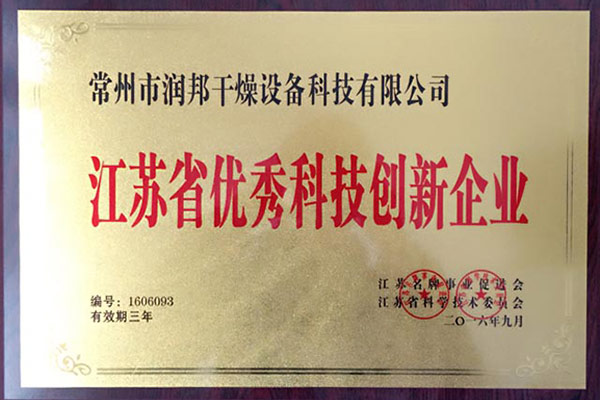 常州市润邦干燥设备科技有限公司
江苏省优秀科技创新企业
编号：1606093
有效期三年
江苏名牌事业促进会
江苏省科学技术委员会
二〇一六年九月